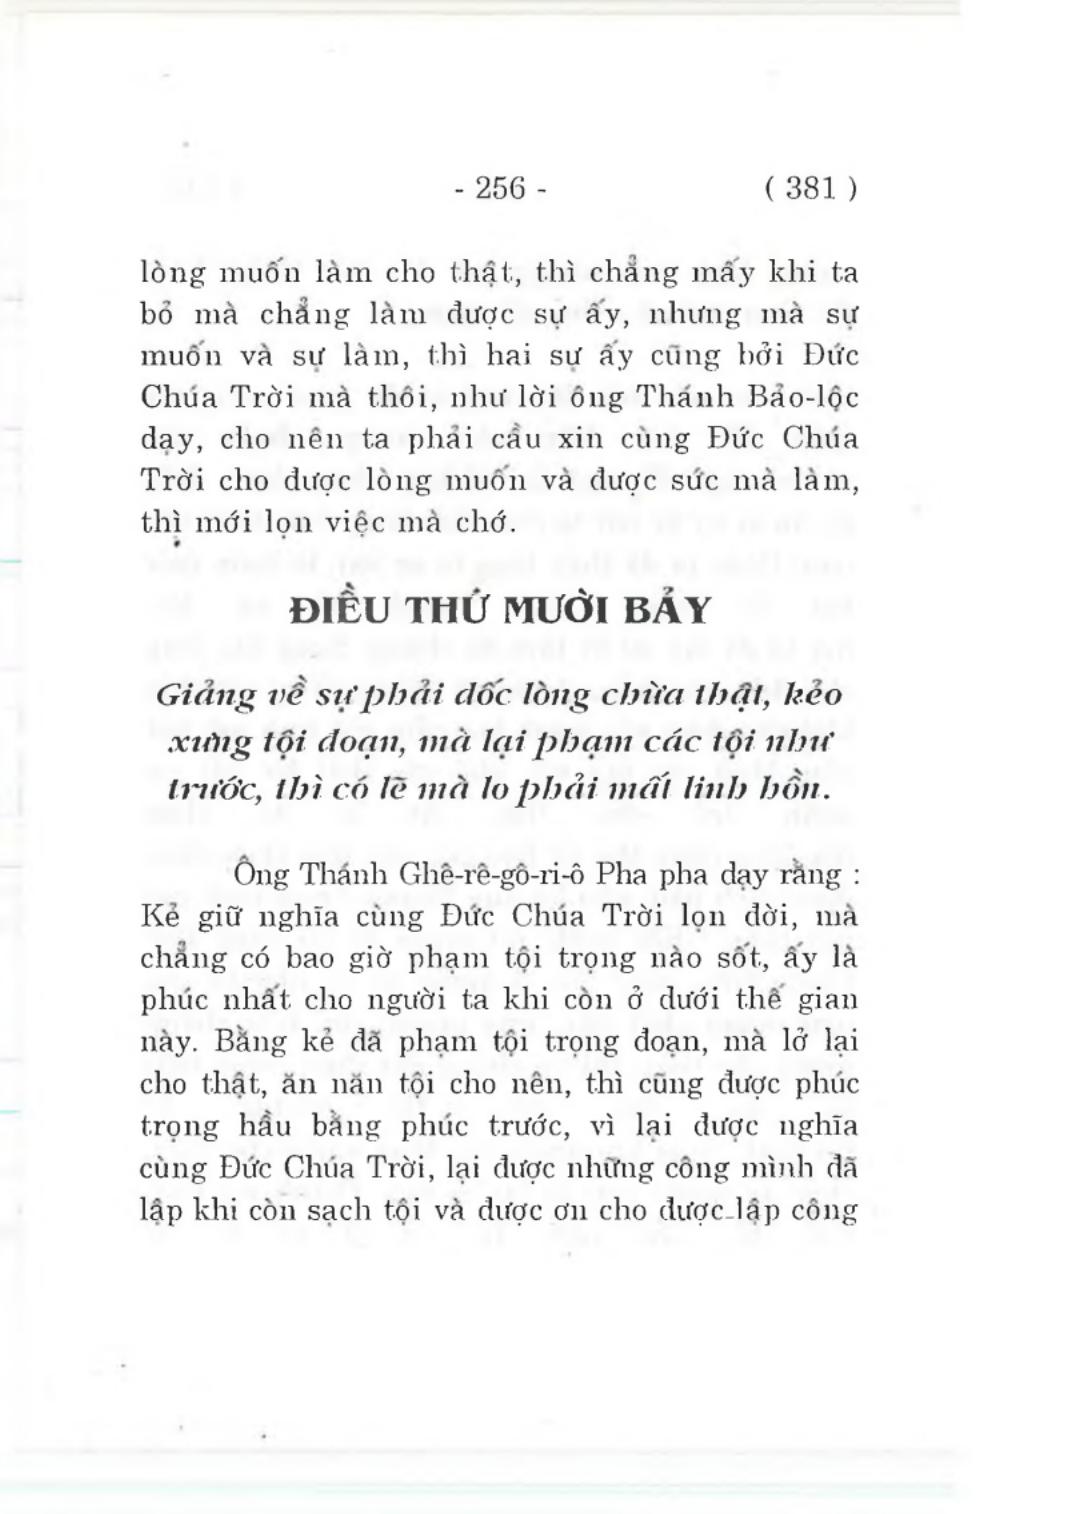 - 256 - ( 381 )
lòng muốn làm cho thật, thì chẳng mấy khi ta
bỏ mà chẳng làm được sự ấy, nhưng mà sự
muốn và sự làm, thì hai sự ấy cũng bởi Đức
Chúa Trời mà thôi, như lời ông Thánh Bảo-lộc
dạy, cho nên ta phải cầu xin cùng Đức Chúa
Trời cho được lòng muốn và được sức mà làm,
thị mới lọn việc mà chớ.
ĐIỀU THỨ MƯỜI BẢY
Giảng về sự phải dốc lòng chừa thật, kẻo
xưng tội đoạn, mà lại phạm các tội như
trước, thì có lẽ mà lo phải mất linh hồn.
Ông Thánh Ghê-rê-gô-ri-ô Pha pha dạy rằng :
Kẻ giữ nghĩa cùng Đức Chúa Trời lọn đời, mà
chẳng có bao giờ phạm tội trọng nào sốt, ấy là
phúc nhất cho người ta khi còn ở dưới thế gian
này. Bằng kẻ đã phạm tội trọng đoạn, mà lở lại
cho thật, ăn năn tội cho nên, thì cũng được phúc
trọng hầu bằng phúc trước, vì lại được nghĩa
cùng Đức Chúa Trời, lại được những công mình đã
lập khi còn sạch tội và được ơn cho được lập công